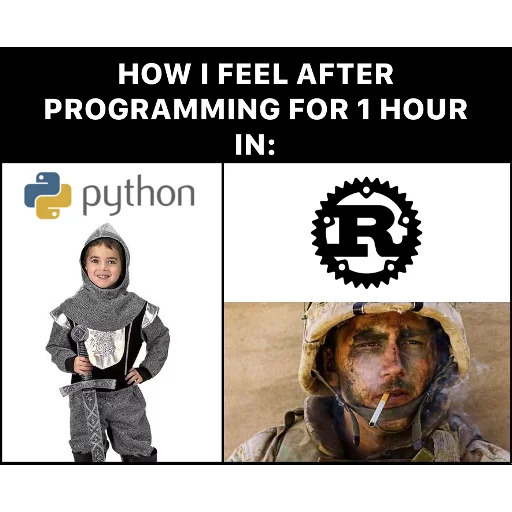 HOW I FEEL AFTER
PROGRAMMING FOR 1 HOUR
IN:
python
R